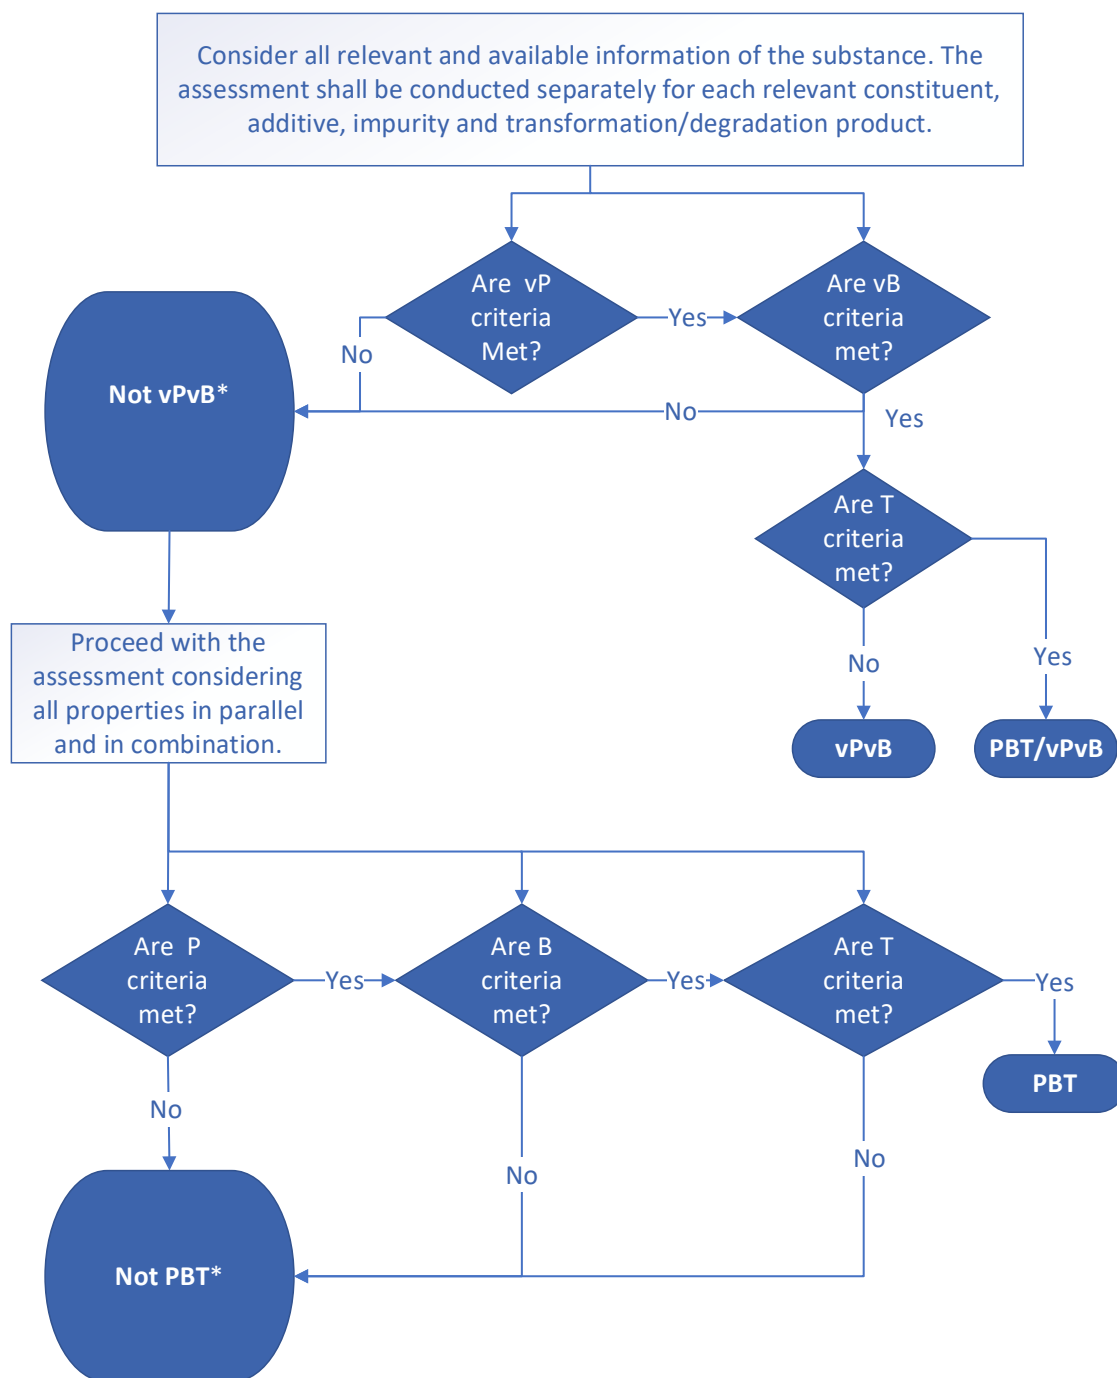 Consider all relevant and available information of the substance. The
assessment shall be conducted separately for each relevant constituent,
additive, impurity and transformation/degradation product.
Are vP
criteria
Met?
Yes
Are vB
criteria
met?
No
Not vPvB*
No
Yes
Are T
criteria
met?
No
Yes
vPvB
PBT/vPvB
Proceed with the
assessment considering
all properties in parallel
and in combination.
Are P
criteria
met?
Yes
Are B
criteria
met?
Yes
Are T
criteria
met?
Yes
PBT
No
No
No
Not PBT*